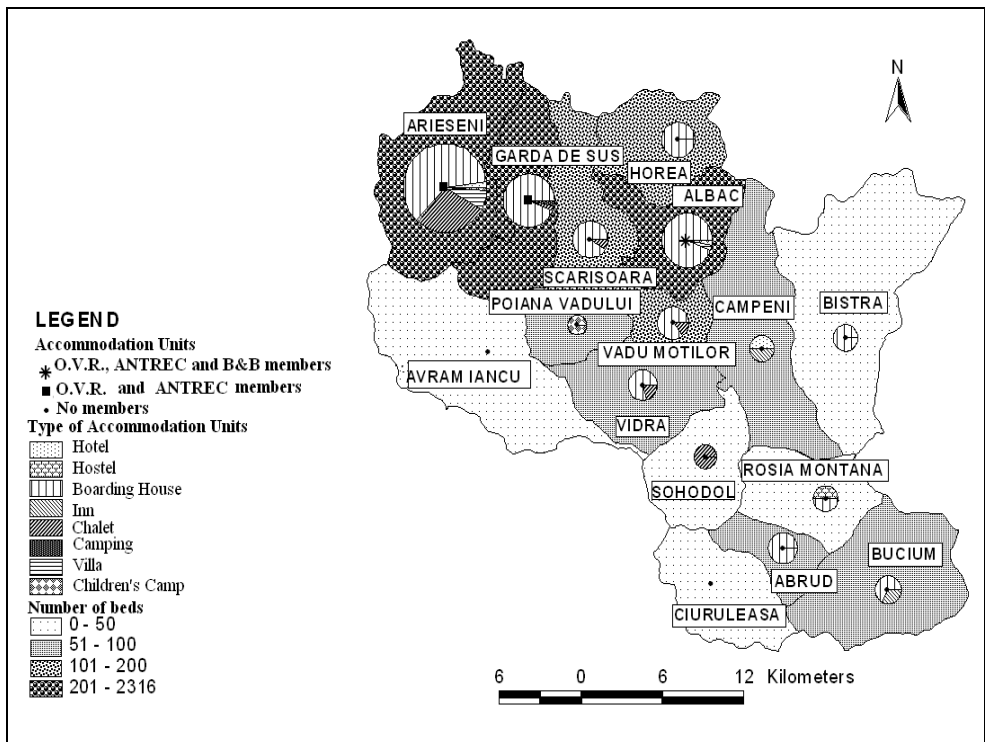 N
ARIESENI
GARDA DE SUS
HOREA
ALBAC
SCARISOARA
POIANA VADULUI
CAMPENI
BISTRA
VADU MOTILOR
AVRAM IANCU
VIDRA
ROSIA MONTANA
SOHODOL
BUCIUM
ABRUD
CIURULEASA
LEGEND
Accommodation Units
O.V.R., ANTREC and B&B members
O.V.R. and ANTREC members
No members
Type of Accommodation Units
Hotel
Hostel
Boarding House
Inn
Chalet
Camping
Villa
Children's Camp
Number of beds
0 - 50
51 - 100
101 - 200
201 - 2316
6 0 6 12 Kilometers